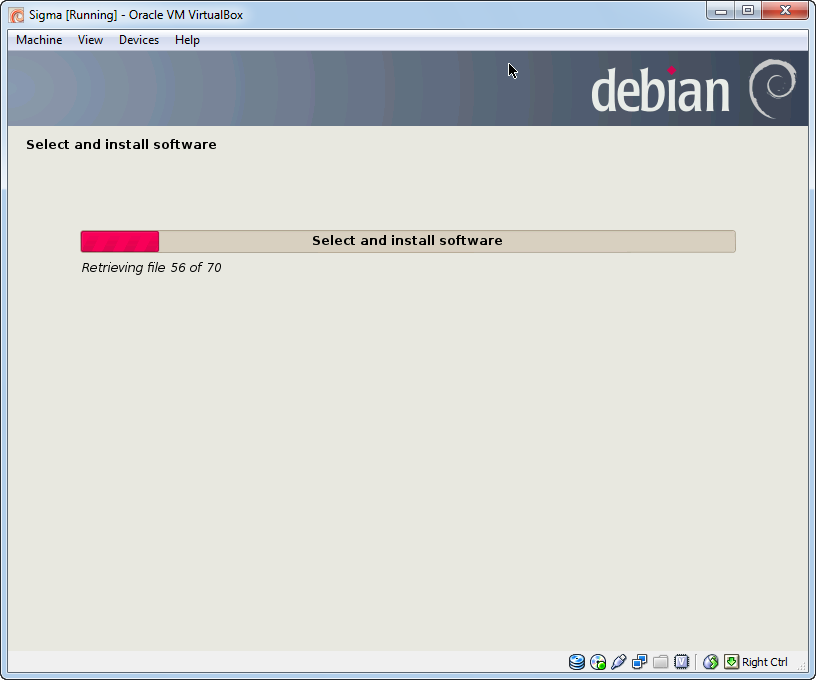 Sigma [Running] - Oracle VM VirtualBox
Machine View Devices Help
debian
Select and install software
Select and install software
Retrieving file 56 of 70
V
Right Ctrl